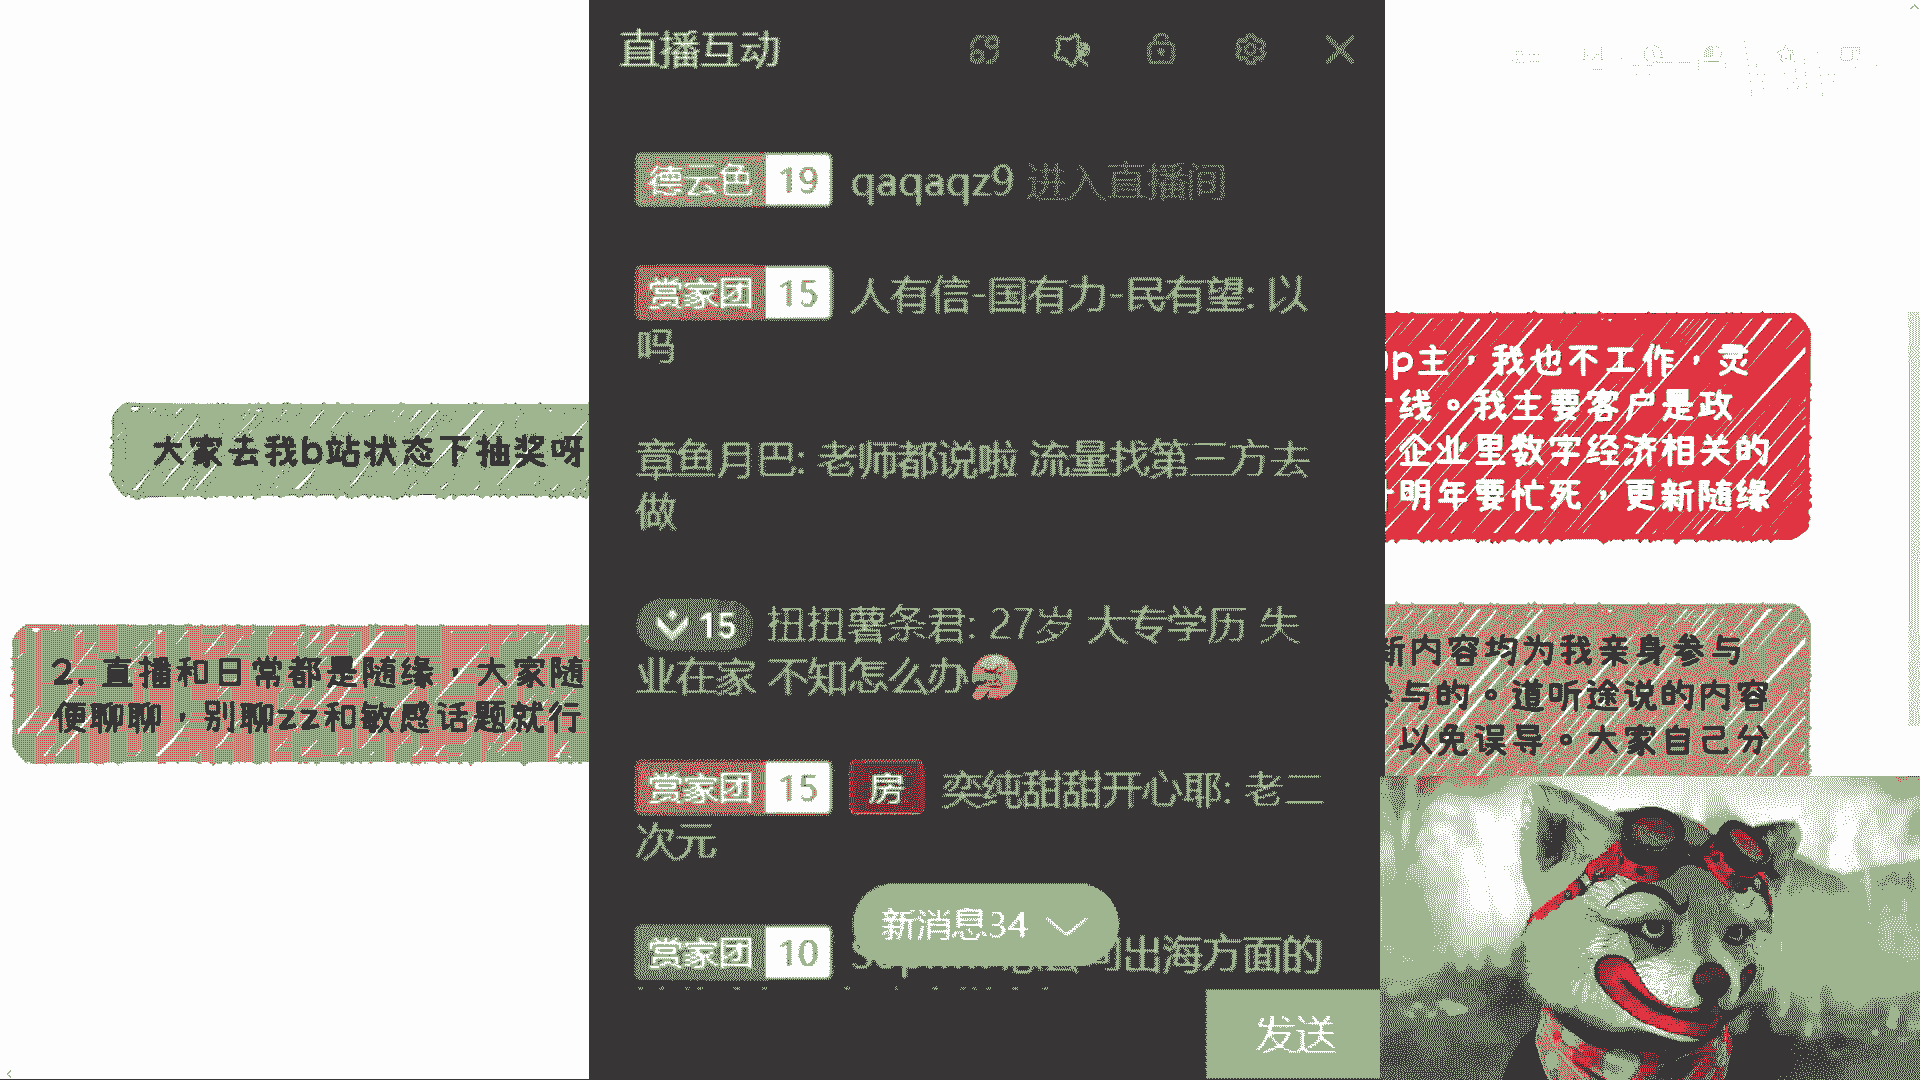 直播互动
德云色 19 qaqaqz9 进入直播间
赏家团 15 人有信-国有力-民有望: 以
吗
章鱼月巴: 老师都说啦 流量找第三方去
做
15 扭扭薯条君: 27岁 大专学历 失
业在家 不知怎么办
赏家团 15 房 奕纯甜甜开心耶: 老二
次元
新消息34
赏家团 10 出海方面的
发送
大家去我b站状态下抽奖呀
2. 直播和日常都是随缘，大家随
便聊聊，别聊zz和敏感话题就行
p主，我也不工作，灵
线。我主要客户是政
企业里数字经济相关的
明年要忙死，更新随缘
新内容均为我亲身参与
参与的。道听途说的内容
以免误导。大家自己分